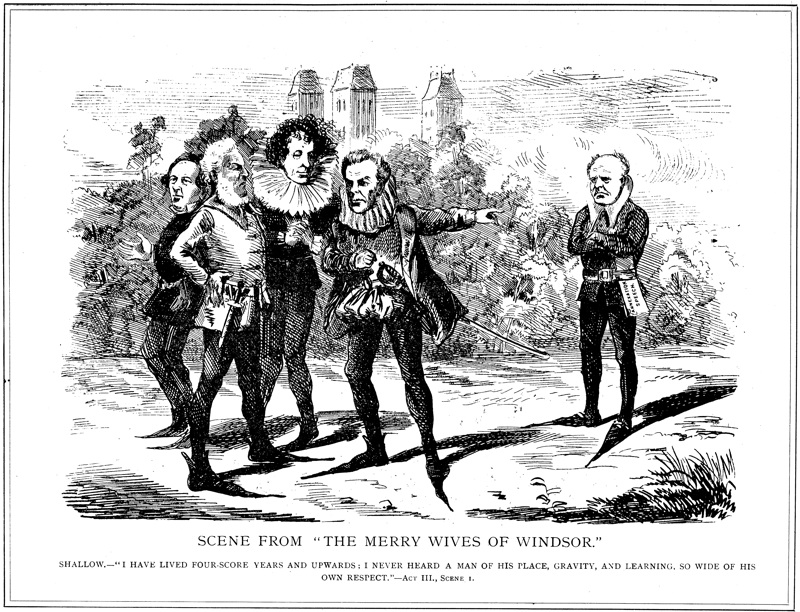 SCENE FROM "THE MERRY WIVES OF WINDSOR."
SHALLOW.—"I HAVE LIVED FOUR-SCORE YEARS AND UPWARDS; I NEVER HEARD A MAN OF HIS PLACE, GRAVITY, AND LEARNING, SO WIDE OF HIS
OWN RESPECT."—ACT III., SCENE 1.